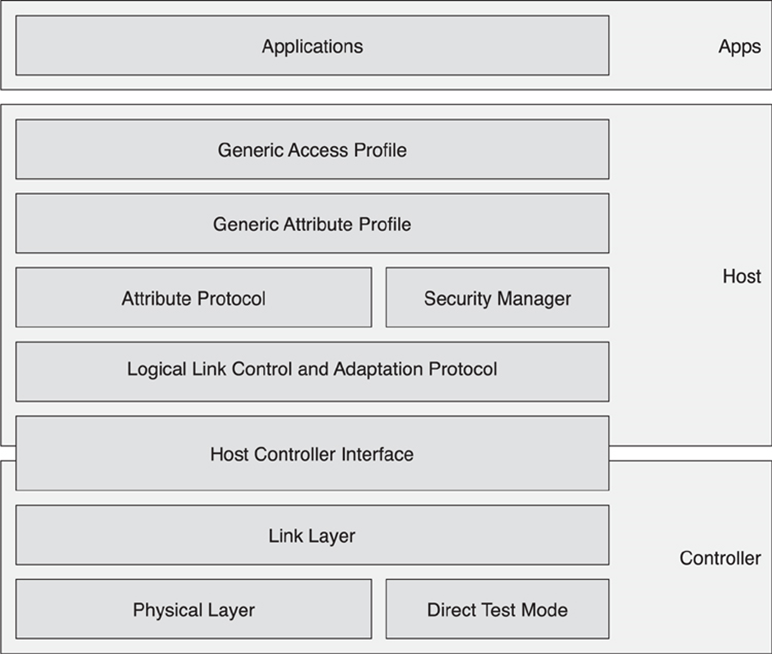 Applications
Apps
Generic Access Profile
Generic Attribute Profile
Host
Attribute Protocol
Security Manager
Logical Link Control and Adaptation Protocol
Host Controller Interface
Link Layer
Controller
Physical Layer
Direct Test Mode